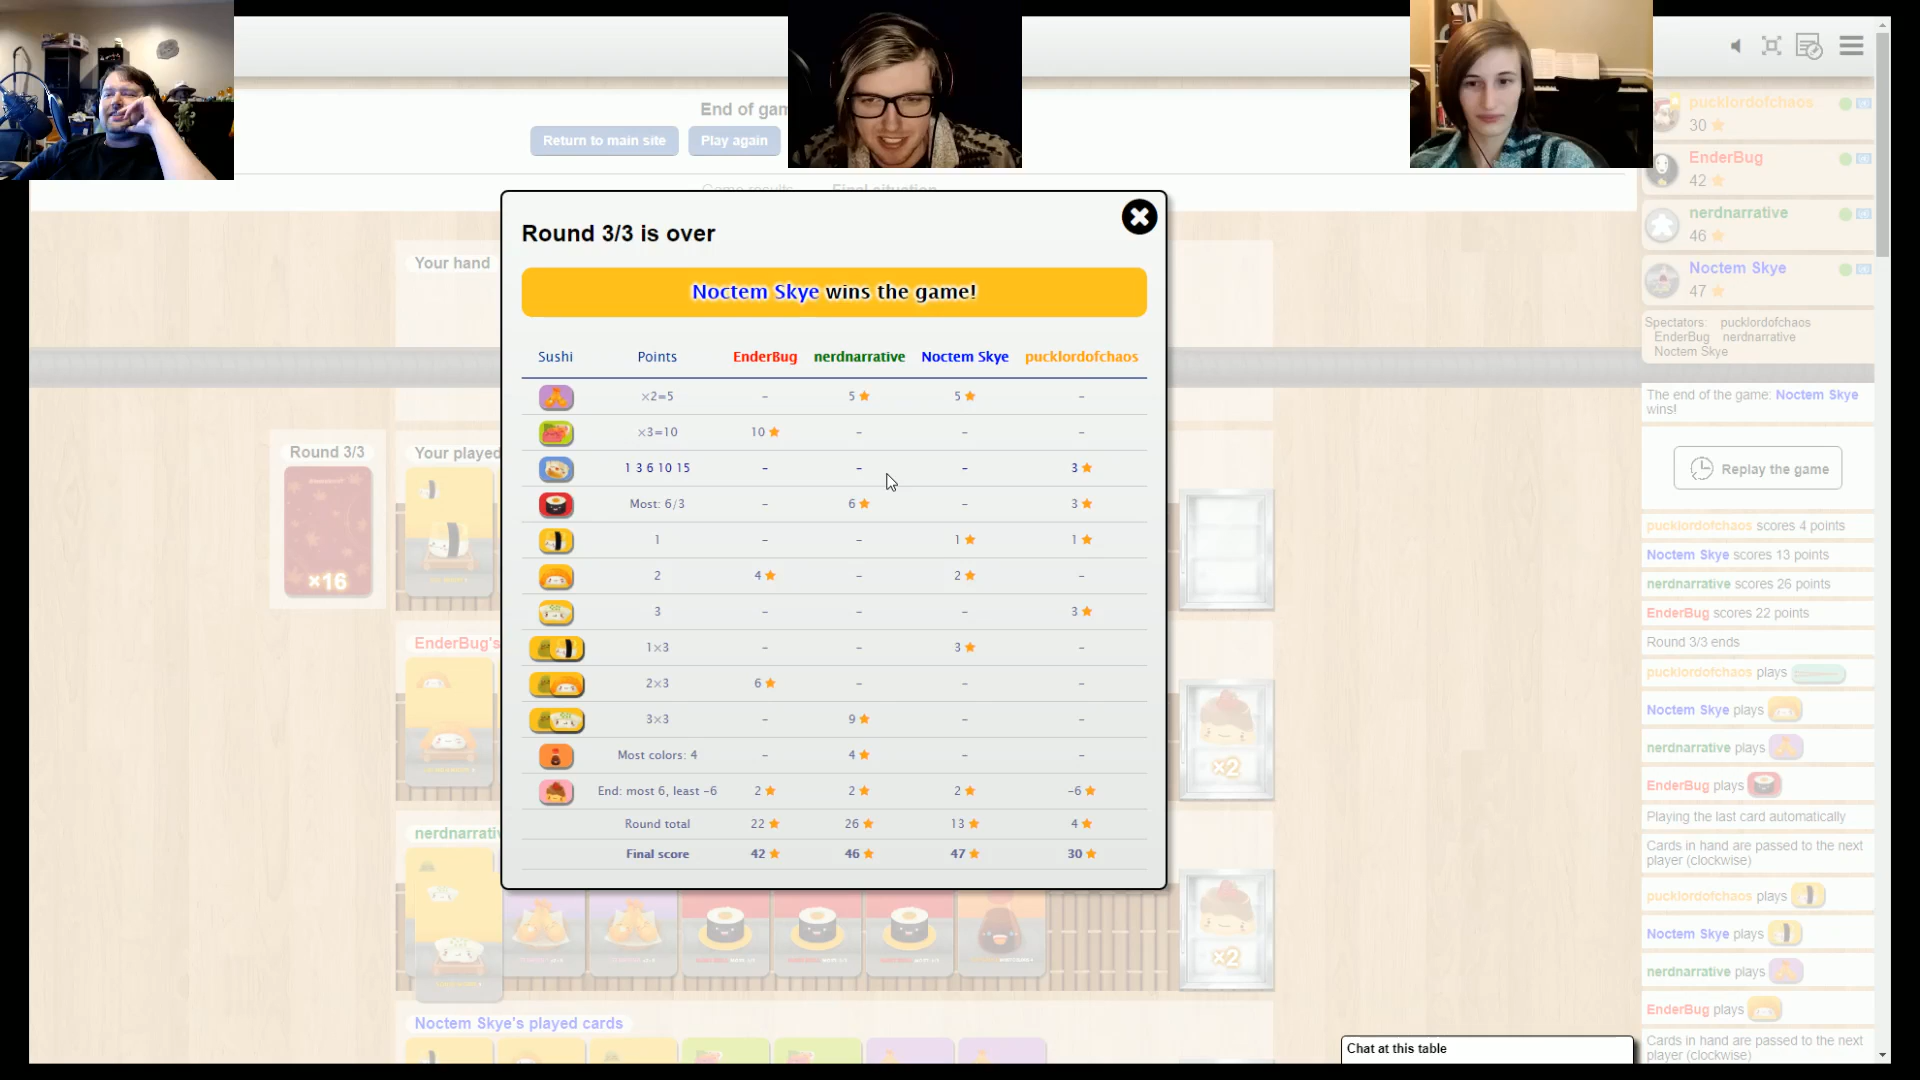 End of gam
Return to main site
Play again
Game results
Final situation
pucklordofchaos
30
EnderBug
42
nerdnarrative
46
Noctem Skye
47
Spectators: pucklordofchaos
EnderBug nerdnarrative
Noctem Skye
Your hand
Round 3/3 is over
Noctem Skye wins the game!
Sushi Points EnderBug nerdnarrative Noctem Skye pucklordofchaos
×2=5 - 5 5 -
×3=10 10 - - -
1 3 6 10 15 - - - 3
Most: 6/3 - 6 - 3
1 - - 1 1
2 4 - 2 -
3 - - - 3
1×3 - - 3 -
2×3 6 - - -
3×3 - 9 - -
Most colors: 4 - 4 - -
End: most 6, least -6 2 2 2 -6
Round total 22 26 13 4
Final score 42 46 47 30
Round 3/3
×16
Your played
EnderBug's
×2
nerdnarrativ
×2
Noctem Skye's played cards
The end of the game: Noctem Skye
wins!
Replay the game
pucklordofchaos scores 4 points
Noctem Skye scores 13 points
nerdnarrative scores 26 points
EnderBug scores 22 points
Round 3/3 ends
pucklordofchaos plays
Noctem Skye plays
nerdnarrative plays
EnderBug plays
Playing the last card automatically
Cards in hand are passed to the next
player (clockwise)
pucklordofchaos plays
Noctem Skye plays
nerdnarrative plays
EnderBug plays
Cards in hand are passed to the next
player (clockwise)
Chat at this table